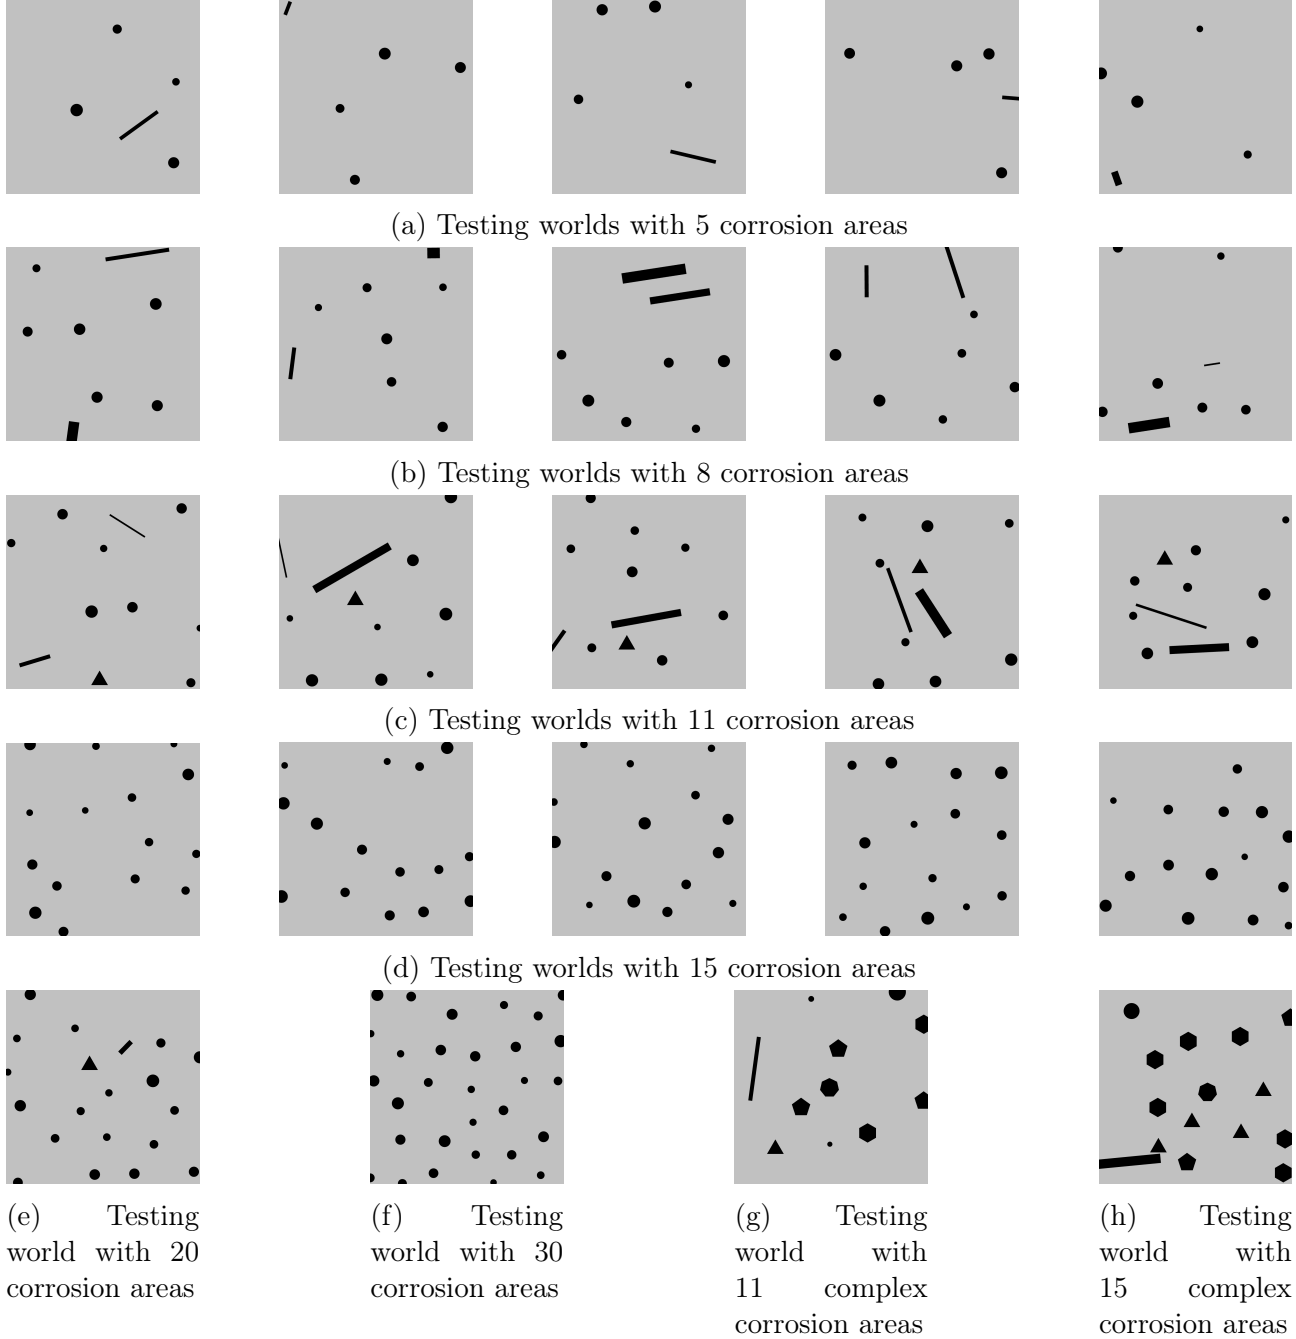 (a) Testing worlds with 5 corrosion areas
(b) Testing worlds with 8 corrosion areas
(c) Testing worlds with 11 corrosion areas
(d) Testing worlds with 15 corrosion areas
(e) Testing
world with 20
corrosion areas
(f) Testing
world with 30
corrosion areas
(g) Testing
world with
11 complex
corrosion areas
(h) Testing
world with
15 complex
corrosion areas